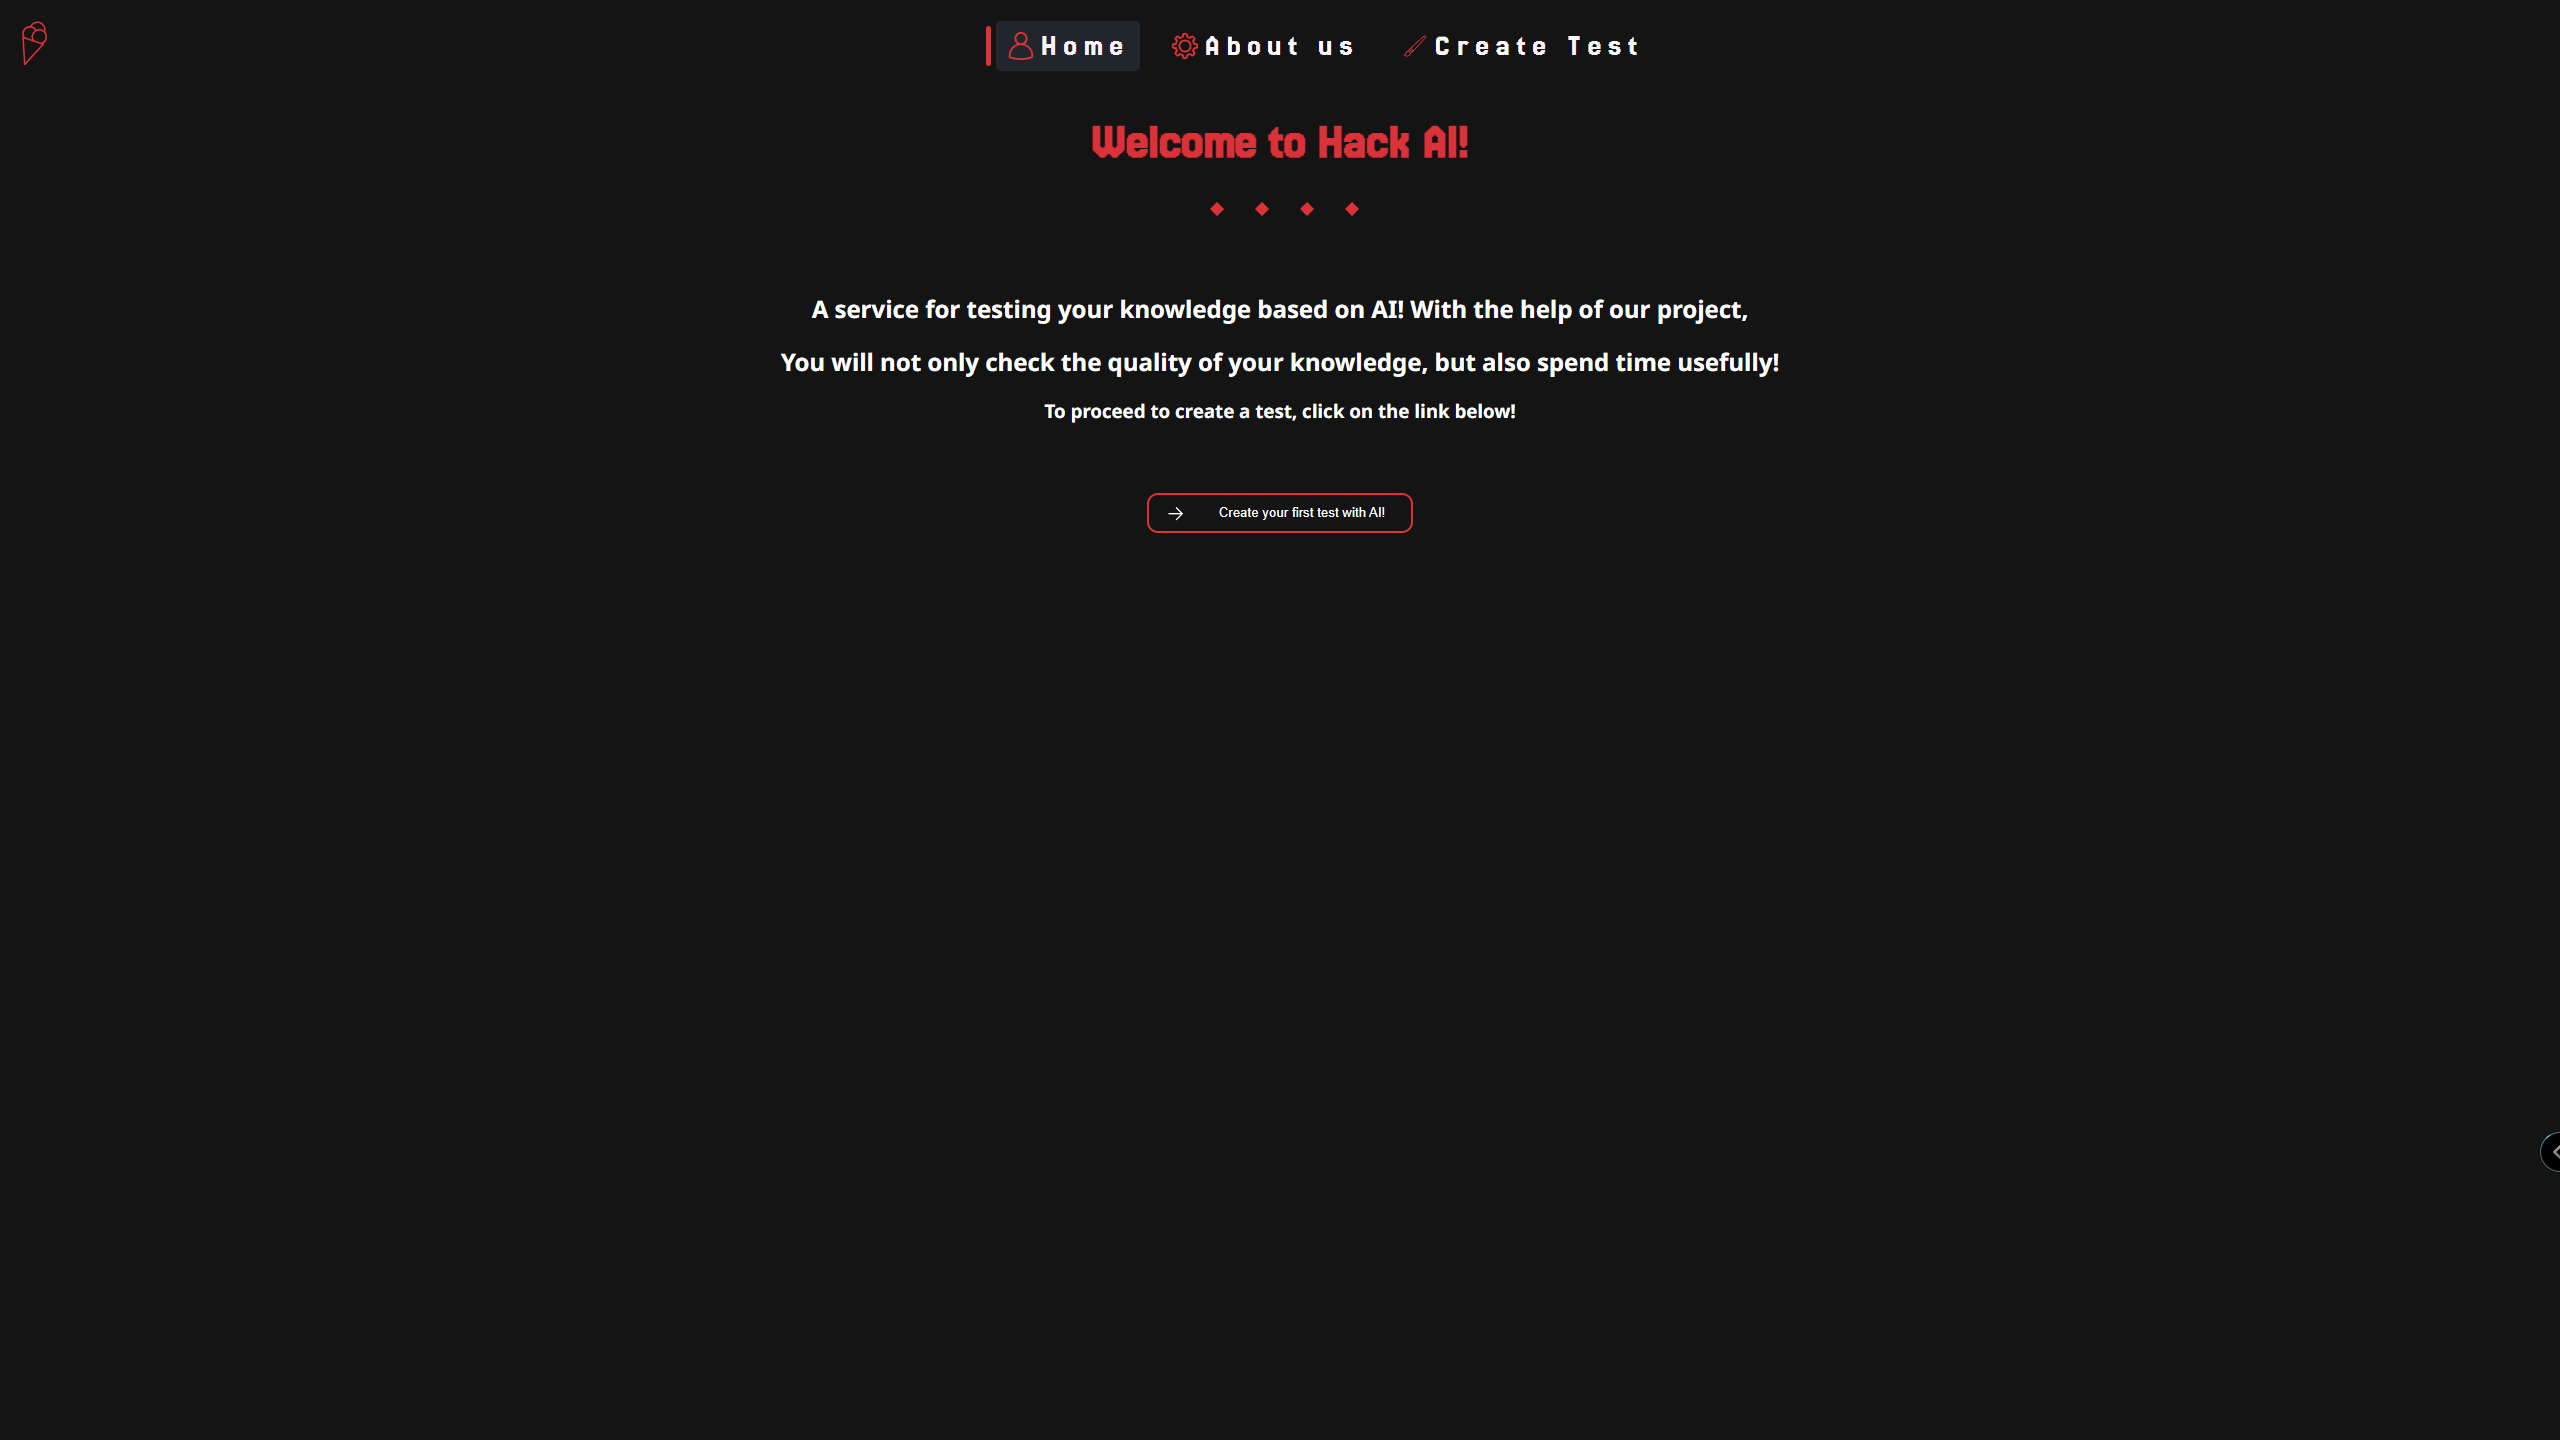 Home About us Create Test
Welcome to Hack AI!
A service for testing your knowledge based on AI! With the help of our project,
You will not only check the quality of your knowledge, but also spend time usefully!
To proceed to create a test, click on the link below!
Create your first test with AI!